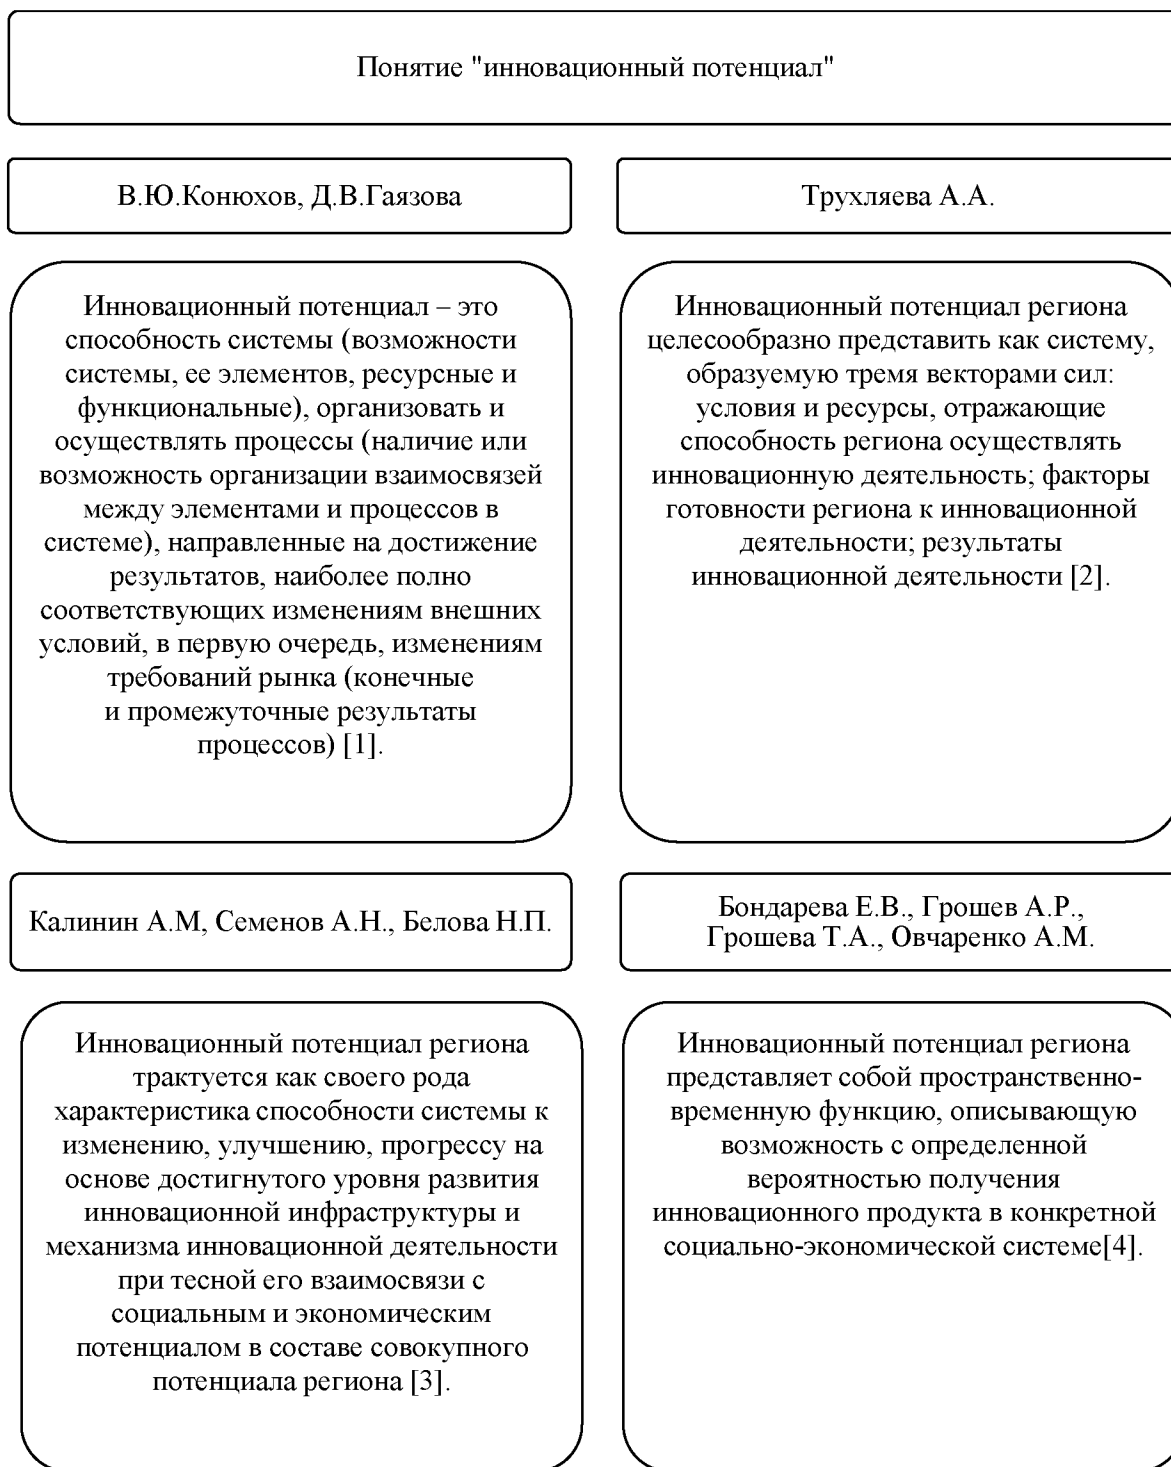 Понятие "инновационный потенциал"
В.Ю.Конюхов, Д.В.Гаязова
Инновационный потенциал – это
способность системы (возможности
системы, ее элементов, ресурсные и
функциональные), организовать и
осуществлять процессы (наличие или
возможность организации взаимосвязей
между элементами и процессов в
системе), направленные на достижение
результатов, наиболее полно
соответствующих изменениям внешних
условий, в первую очередь, изменениям
требований рынка (конечные
и промежуточные результаты
процессов) [1].
Трухляева А.А.
Инновационный потенциал региона
целесообразно представить как систему,
образуемую тремя векторами сил:
условия и ресурсы, отражающие
способность региона осуществлять
инновационную деятельность; факторы
готовности региона к инновационной
деятельности; результаты
инновационной деятельности [2].
Калинин А.М, Семенов А.Н., Белова Н.П.
Инновационный потенциал региона
трактуется как своего рода
характеристика способности системы к
изменению, улучшению, прогрессу на
основе достигнутого уровня развития
инновационной инфраструктуры и
механизма инновационной деятельности
при тесной его взаимосвязи с
социальным и экономическим
потенциалом в составе совокупного
потенциала региона [3].
Бондарева Е.В., Грошев А.Р.,
Грошева Т.А., Овчаренко А.М.
Инновационный потенциал региона
представляет собой пространственно-
временную функцию, описывающую
возможность с определенной
вероятностью получения
инновационного продукта в конкретной
социально-экономической системе[4].